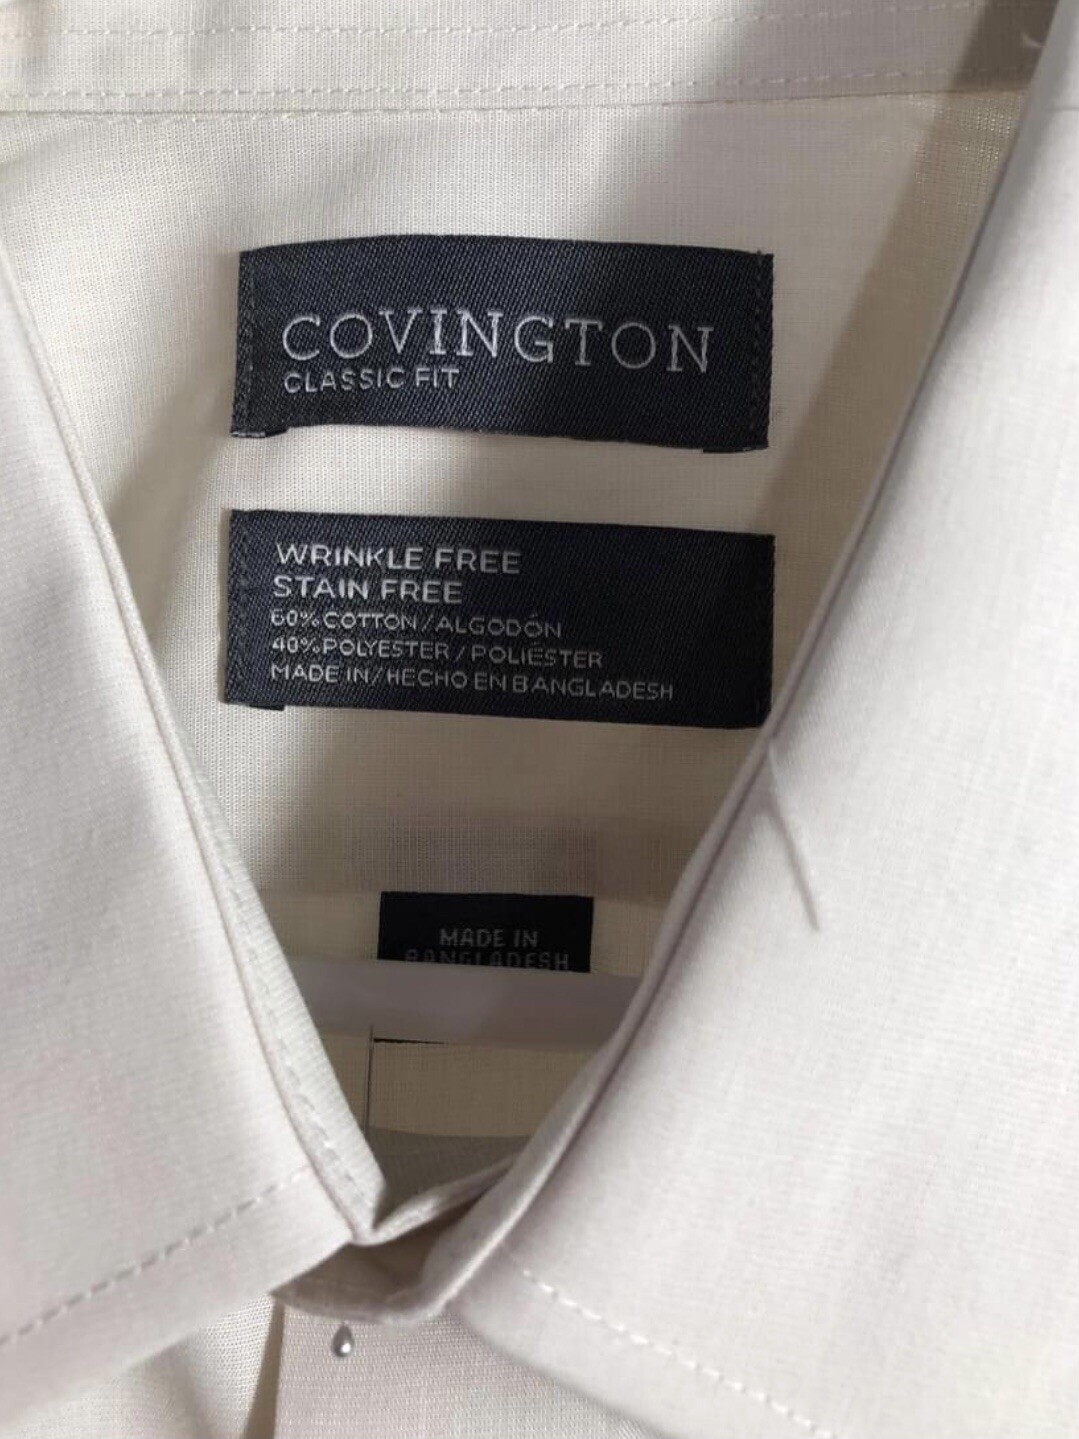 COVINGTON
CLASSIC FIT
WRINKLE FREE
STAIN FREE
60% COTTON / ALGODÓN
40% POLYESTER / POLIÉSTER
MADE IN / HECHO EN BANGLADESH
MADE IN
BANGLADESH